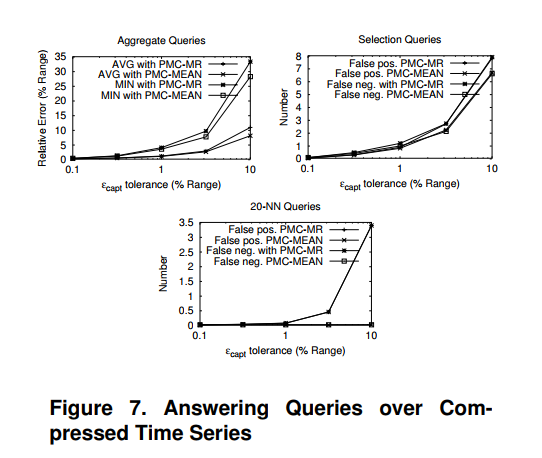 Aggregate Queries
Relative Error (% Range)
35
30
25
20
15
10
5
0
AVG with PMC-MR
AVG with PMC-MEAN
MIN with PMC-MR
MIN with PMC-MEAN
0.1
1
10
εcapt tolerance (% Range)
Selection Queries
Number
8
7
6
5
4
3
2
1
0
False pos. PMC-MR
False pos. PMC-MEAN
False neg. with PMC-MR
False neg. PMC-MEAN
0.1
1
10
εcapt tolerance (% Range)
20-NN Queries
Number
3.5
3
2.5
2
1.5
1
0.5
0
False pos. PMC-MR
False pos. PMC-MEAN
False neg. with PMC-MR
False neg. PMC-MEAN
0.1
1
10
εcapt tolerance (% Range)
Figure 7. Answering Queries over Com-
pressed Time Series